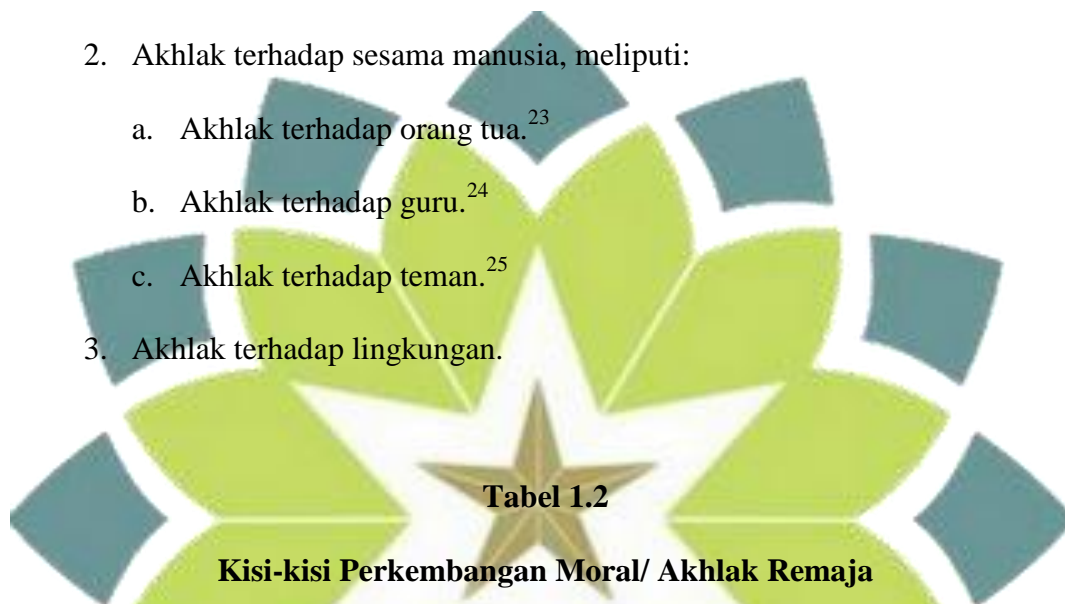 2. Akhlak terhadap sesama manusia, meliputi:
a. Akhlak terhadap orang tua.23
b. Akhlak terhadap guru.24
c. Akhlak terhadap teman.25
3. Akhlak terhadap lingkungan.
Tabel 1.2
Kisi-kisi Perkembangan Moral/ Akhlak Remaja